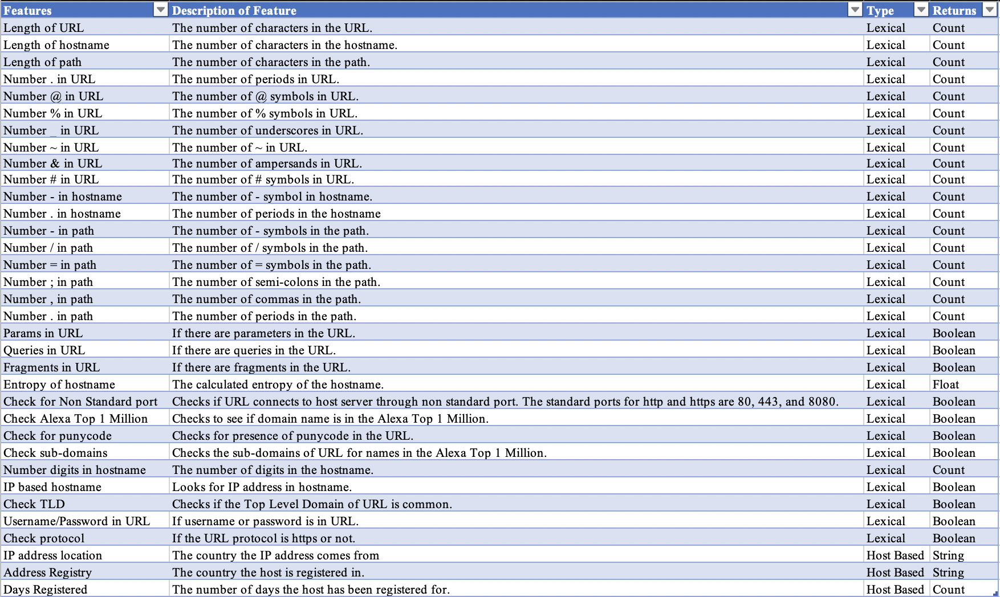 Features Description of Feature Type Returns
Length of URL The number of characters in the URL. Lexical Count
Length of hostname The number of characters in the hostname. Lexical Count
Length of path The number of characters in the path. Lexical Count
Number . in URL The number of periods in URL. Lexical Count
Number @ in URL The number of @ symbols in URL. Lexical Count
Number % in URL The number of % symbols in URL. Lexical Count
Number _ in URL The number of underscores in URL. Lexical Count
Number ~ in URL The number of ~ in URL. Lexical Count
Number & in URL The number of ampersands in URL. Lexical Count
Number # in URL The number of # symbols in URL. Lexical Count
Number - in hostname The number of - symbol in hostname. Lexical Count
Number . in hostname The number of periods in the hostname Lexical Count
Number - in path The number of - symbols in the path. Lexical Count
Number / in path The number of / symbols in the path. Lexical Count
Number = in path The number of = symbols in the path. Lexical Count
Number ; in path The number of semi-colons in the path. Lexical Count
Number , in path The number of commas in the path. Lexical Count
Number . in path The number of periods in the path. Lexical Count
Params in URL If there are parameters in the URL. Lexical Boolean
Queries in URL If there are queries in the URL. Lexical Boolean
Fragments in URL If there are fragments in the URL. Lexical Boolean
Entropy of hostname The calculated entropy of the hostname. Lexical Float
Check for Non Standard port Checks if URL connects to host server through non standard port. The standard ports for http and https are 80, 443, and 8080. Lexical Boolean
Check Alexa Top 1 Million Checks to see if domain name is in the Alexa Top 1 Million. Lexical Boolean
Check for punycode Checks for presence of punycode in the URL. Lexical Boolean
Check sub-domains Checks the sub-domains of URL for names in the Alexa Top 1 Million. Lexical Boolean
Number digits in hostname The number of digits in the hostname. Lexical Count
IP based hostname Looks for IP address in hostname. Lexical Boolean
Check TLD Checks if the Top Level Domain of URL is common. Lexical Boolean
Username/Password in URL If username or password is in URL. Lexical Boolean
Check protocol If the URL protocol is https or not. Lexical Boolean
IP address location The country the IP address comes from Host Based String
Address Registry The country the host is registered in. Host Based String
Days Registered The number of days the host has been registered for. Host Based Count